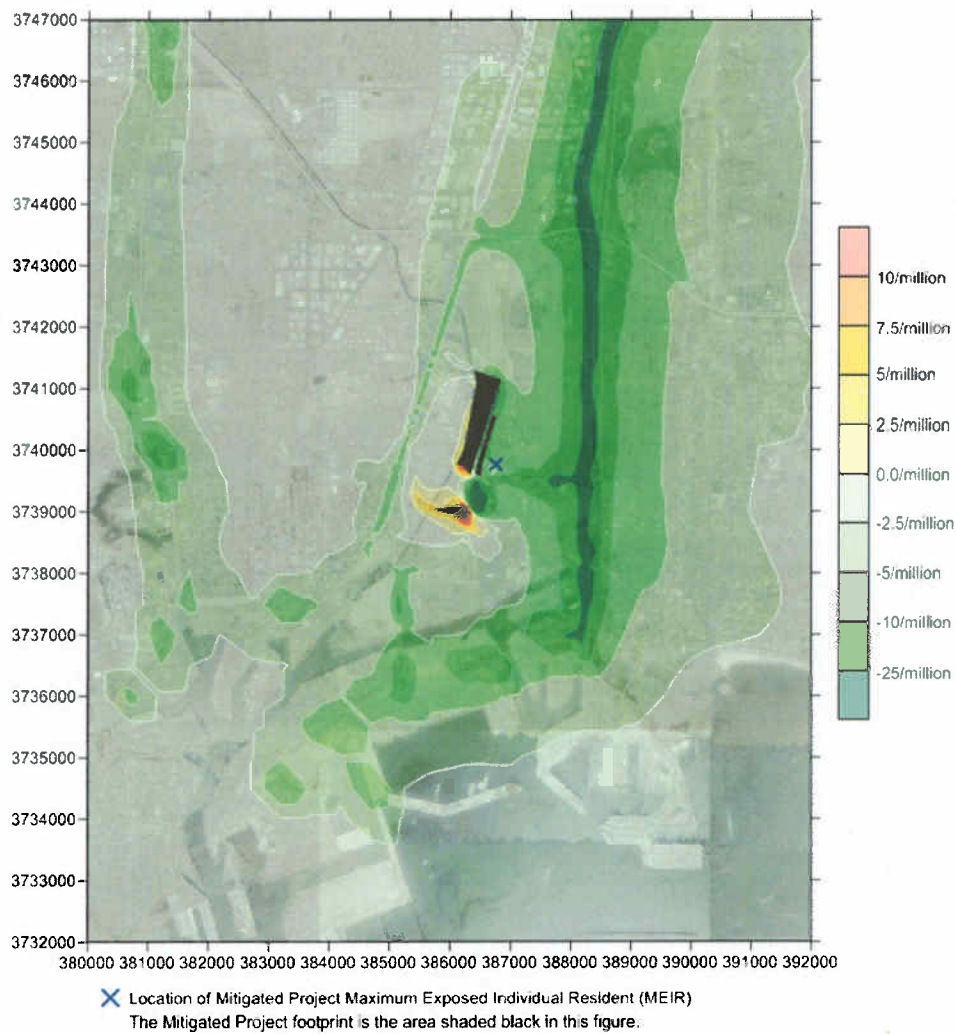 3747000
3746000
3745000
3744000
3743000
3742000
3741000
3740000
3739000
3738000
3737000
3736000
3735000
3734000
3733000
3732000
380000 381000 382000 383000 384000 385000 386000 387000 388000 389000 390000 391000 392000
10/million
7.5/million
5/million
2.5/million
0.0/million
-2.5/million
-5/million
-10/million
-25/million
X Location of Mitigated Project Maximum Exposed Individual Resident (MEIR)
The Mitigated Project footprint is the area shaded black in this figure.